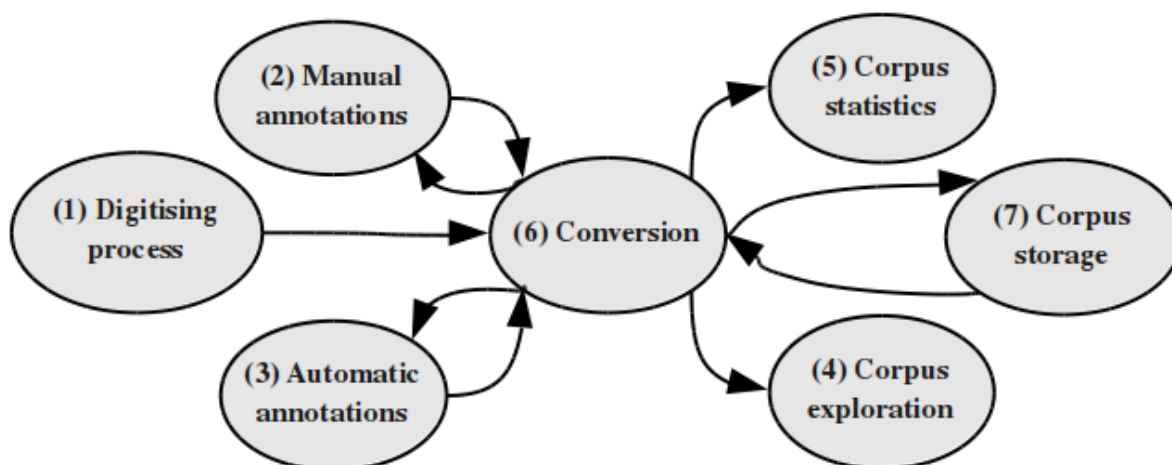 (2) Manual
annotations
(5) Corpus
statistics
(1) Digitising
process
(6) Conversion
(7) Corpus
storage
(3) Automatic
annotations
(4) Corpus
exploration